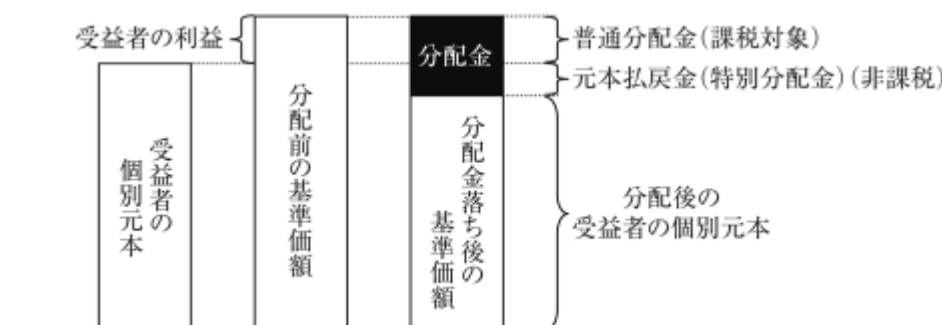 受益者の利益
分配金
普通分配金(課税対象)
元本払戻金(特別分配金)(非課税)
受益者の
個別元本
分配前の基準価額
分配金落ち後の
基準価額
分配後の
受益者の個別元本